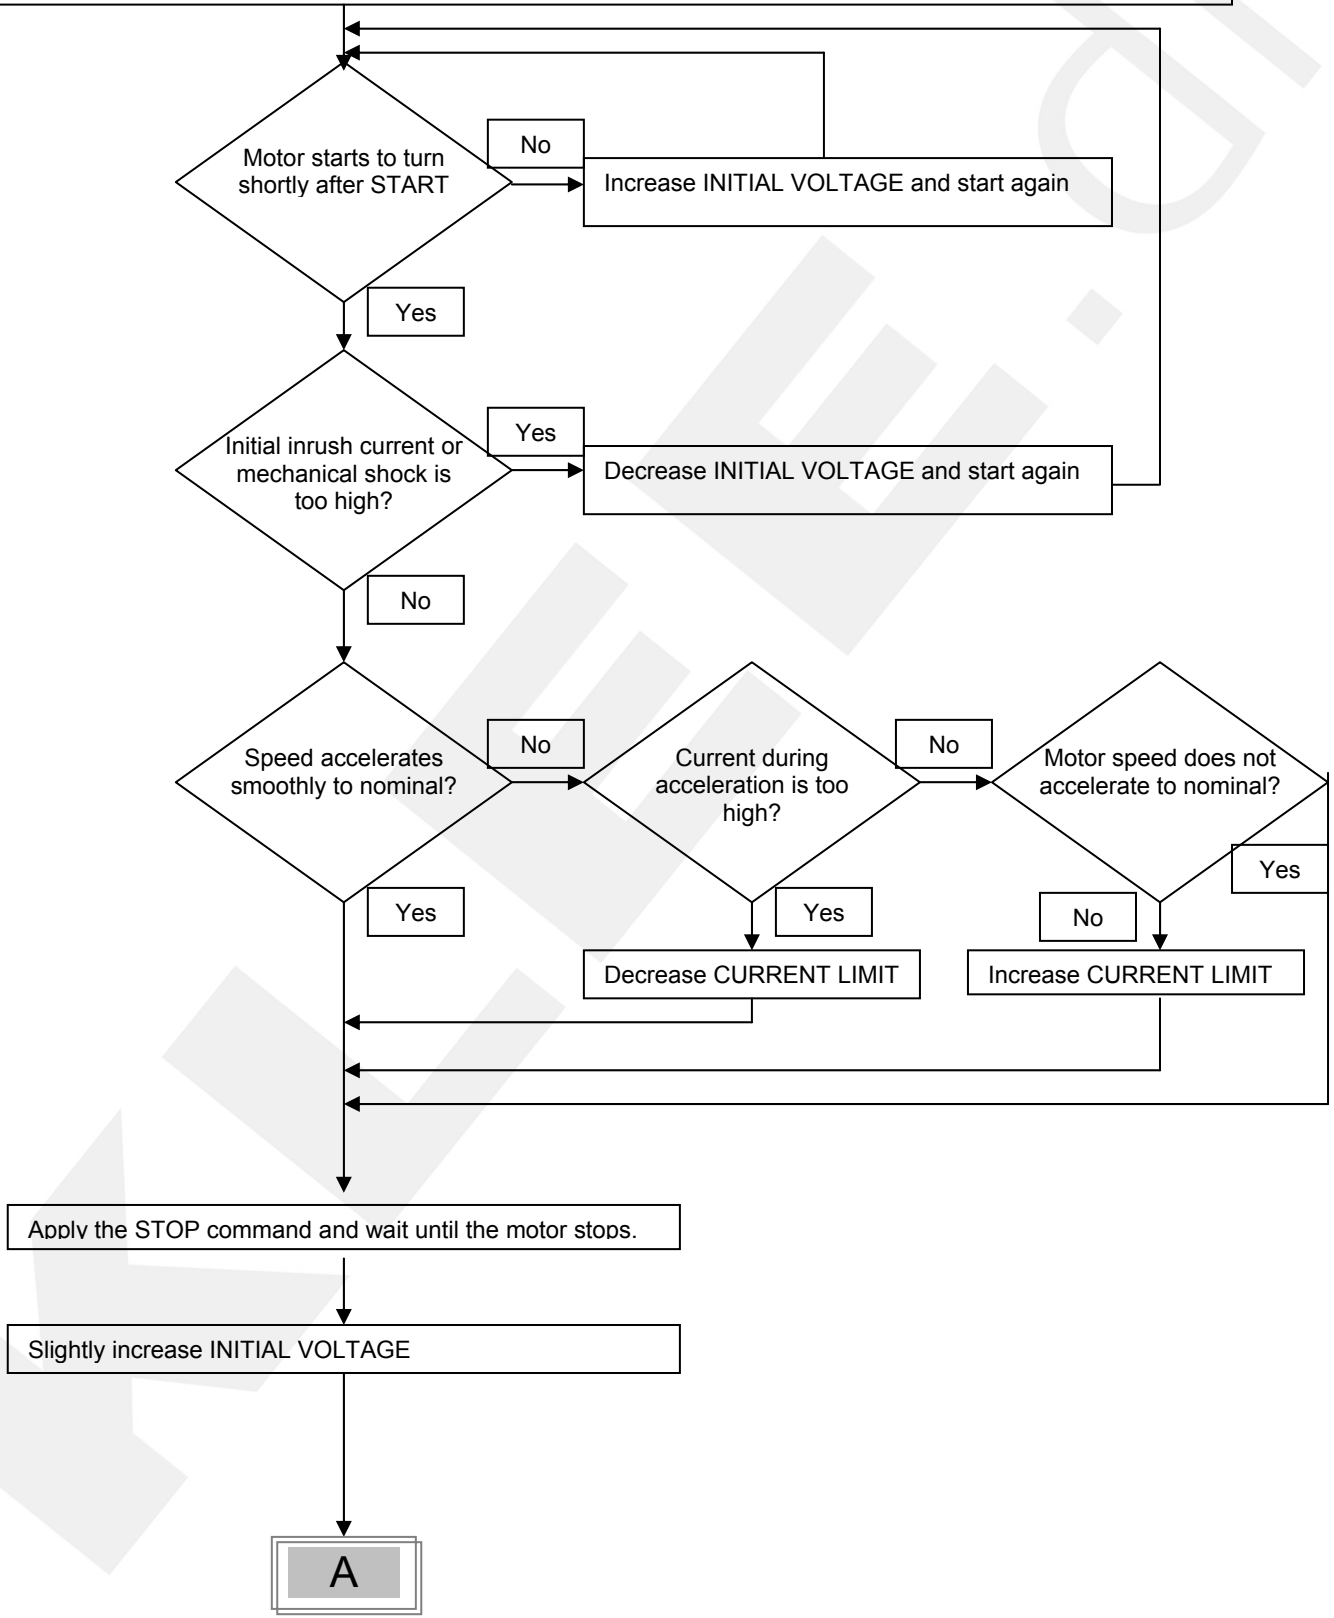 No
Motor starts to turn
shortly after START
Increase INITIAL VOLTAGE and start again
Yes
Yes
Initial inrush current or
mechanical shock is
too high?
Decrease INITIAL VOLTAGE and start again
No
No
No
Speed accelerates
smoothly to nominal?
Current during
acceleration is too
high?
Motor speed does not
accelerate to nominal?
Yes
Yes
Yes
No
Decrease CURRENT LIMIT
Increase CURRENT LIMIT
Apply the STOP command and wait until the motor stops.
Slightly increase INITIAL VOLTAGE
A